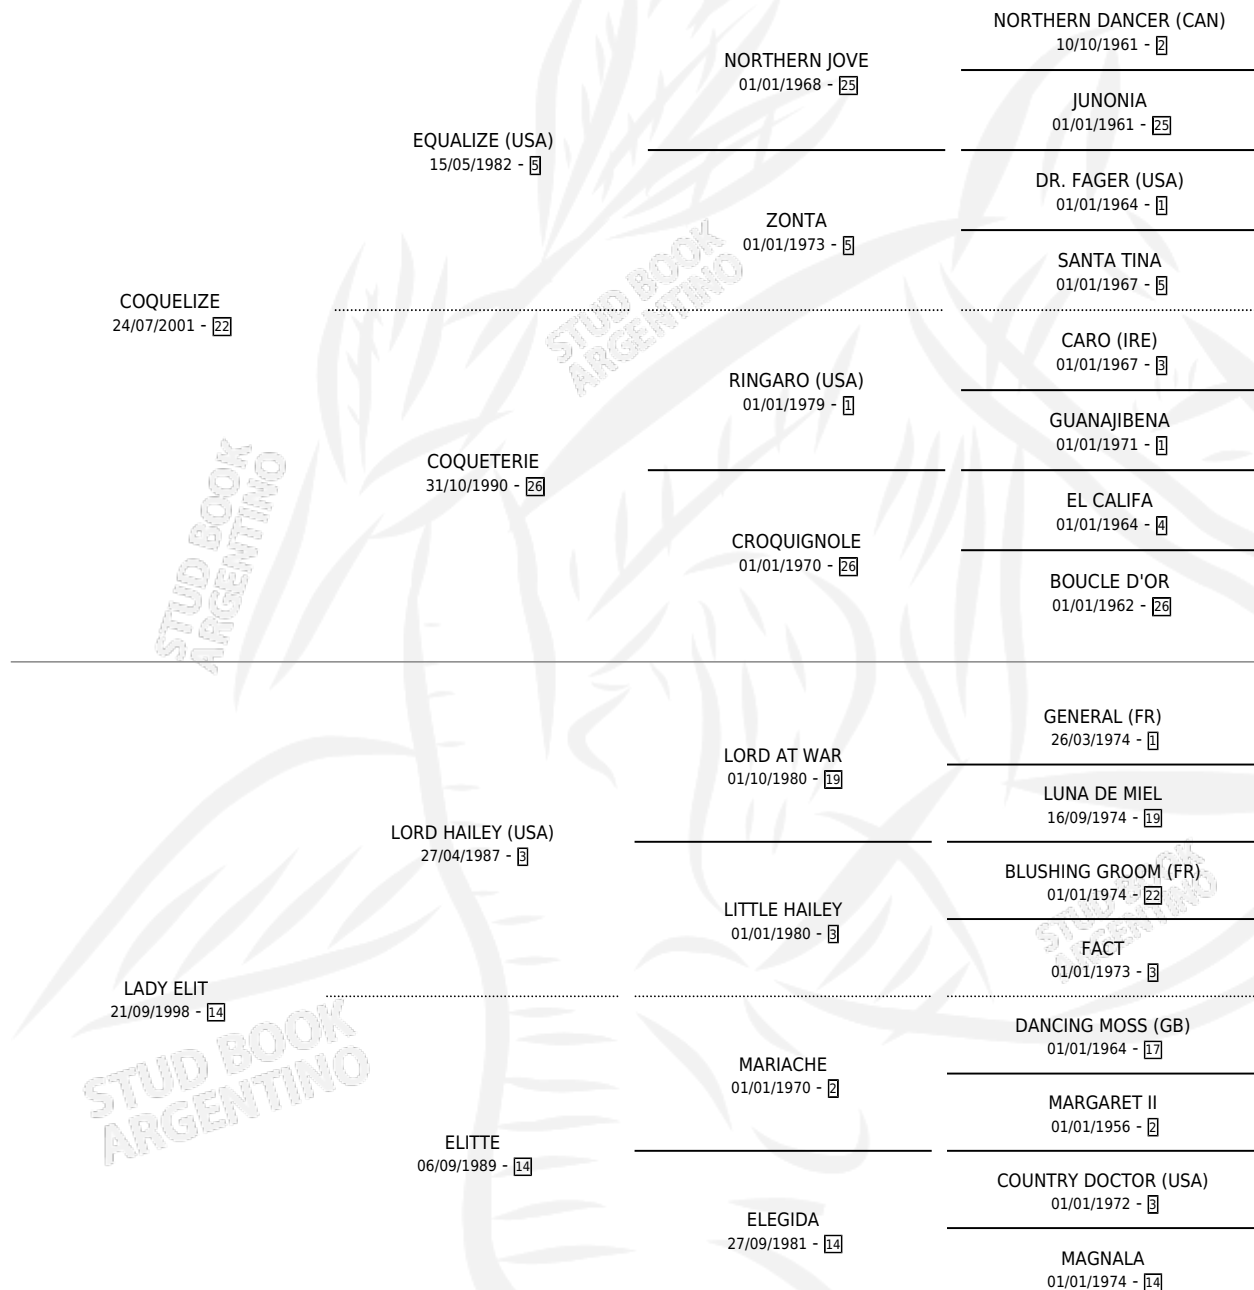 NORTHERN DANCER (CAN)
10/10/1961 - 2
NORTHERN JOVE
01/01/1968 - 25
JUNONIA
01/01/1961 - 25
EQUALIZE (USA)
15/05/1982 - 5
DR. FAGER (USA)
01/01/1964 - 1
ZONTA
01/01/1973 - 5
SANTA TINA
01/01/1967 - 5
COQUELIZE
24/07/2001 - 22
CARO (IRE)
01/01/1967 - 3
RINGARO (USA)
01/01/1979 - 1
GUANAJIBENA
01/01/1971 - 1
COQUETERIE
31/10/1990 - 26
EL CALIFA
01/01/1964 - 4
CROQUIGNOLE
01/01/1970 - 26
BOUCLE D'OR
01/01/1962 - 26
GENERAL (FR)
26/03/1974 - 1
LORD AT WAR
01/10/1980 - 19
LUNA DE MIEL
16/09/1974 - 19
LORD HAILEY (USA)
27/04/1987 - 3
BLUSHING GROOM (FR)
01/01/1974 - 22
LITTLE HAILEY
01/01/1980 - 3
FACT
01/01/1973 - 3
LADY ELIT
21/09/1998 - 14
DANCING MOSS (GB)
01/01/1964 - 17
MARIACHE
01/01/1970 - 2
MARGARET II
01/01/1956 - 2
ELITTE
06/09/1989 - 14
COUNTRY DOCTOR (USA)
01/01/1972 - 3
ELEGIDA
27/09/1981 - 14
MAGNALA
01/01/1974 - 14
STUD BOOK
ARGENTINO
STUD BOOK
ARGENTINO
STUD BOOK
ARGENTINO
STUD BOOK
ARGENTINO